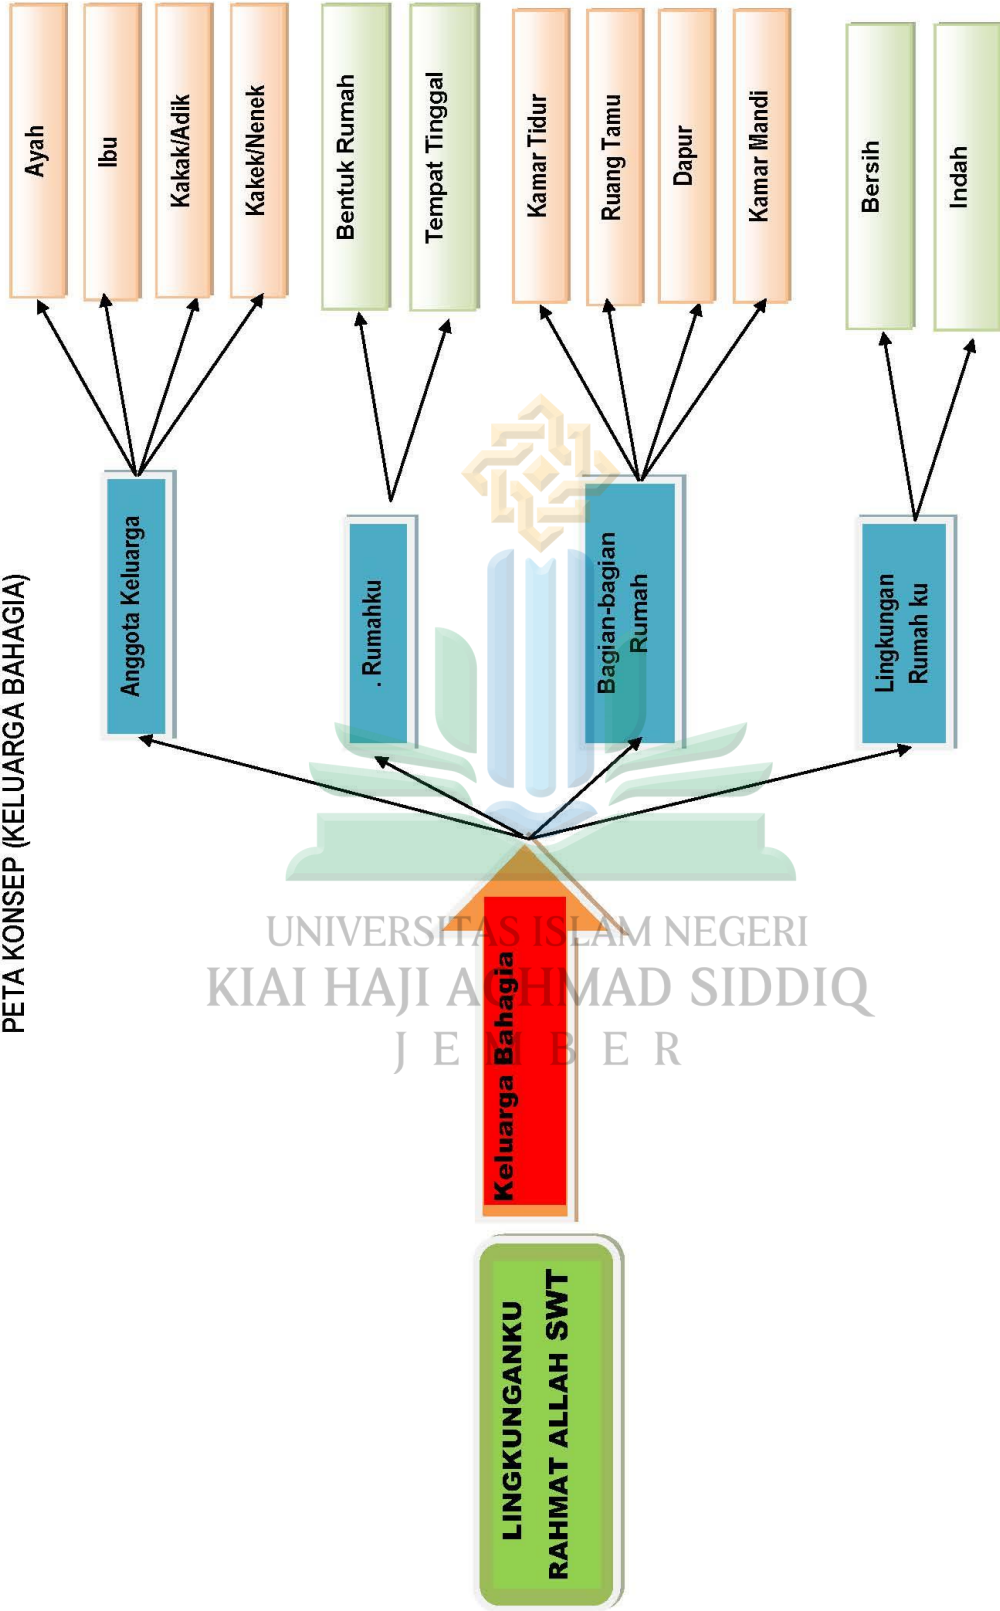 PETA KONSEP (KELUARGA BAHAGIA)
LINGKUNGANKU
RAHMAT ALLAH SWT
Keluarga Bahagia
Anggota Keluarga
Ayah
Ibu
Kakak/Adik
Kakek/Nenek
. Rumahku
Bentuk Rumah
Tempat Tinggal
Bagian-bagian
Rumah
Kamar Tidur
Ruang Tamu
Dapur
Kamar Mandi
Lingkungan
Rumah ku
Bersih
Indah
UNIVERSITAS ISLAM NEGERI
KIAI HAJI ACHMAD SIDDIQ
JEMBER